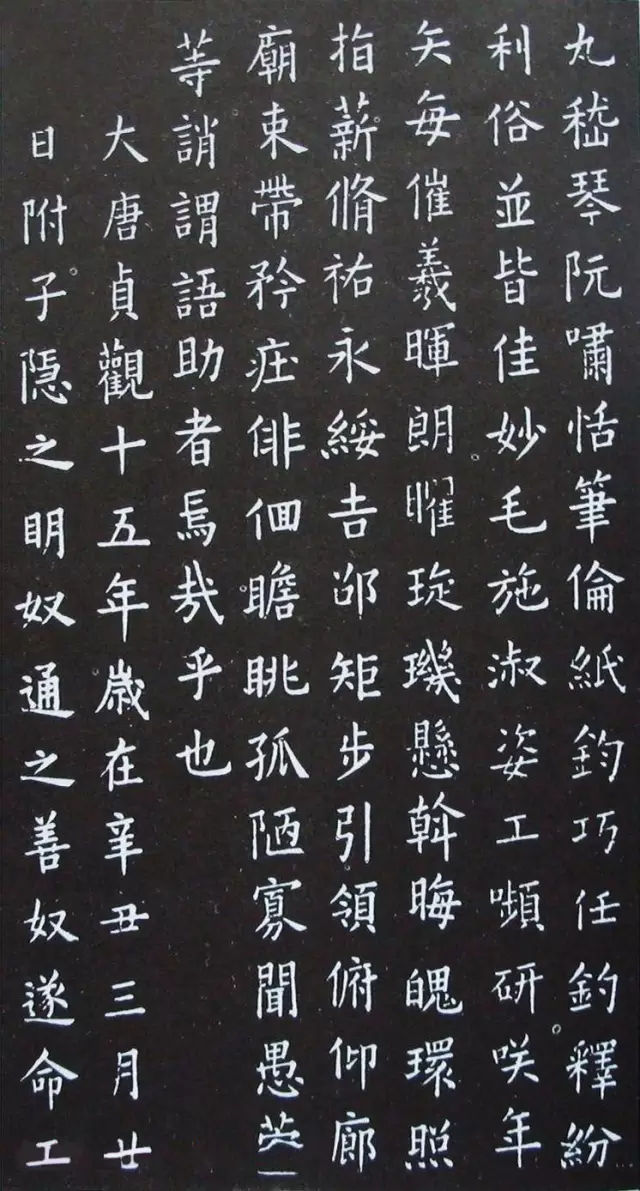 丸嵇琴阮嘯恬筆倫紙鈞巧任釣釋紛
利俗並皆佳妙毛施淑姿工嚬研咲年
矢每催羲暉朗曜琁璣懸斡晦魄環照
指薪脩祐永綏吉邵矩步引領俯仰廊
廟束帶矜莊俳佪瞻眺孤陋寡聞愚
等誚謂語助者焉哉乎也
大唐貞觀十五年歲在辛丑三月廿
日附子隱之明奴通之善奴遂命工